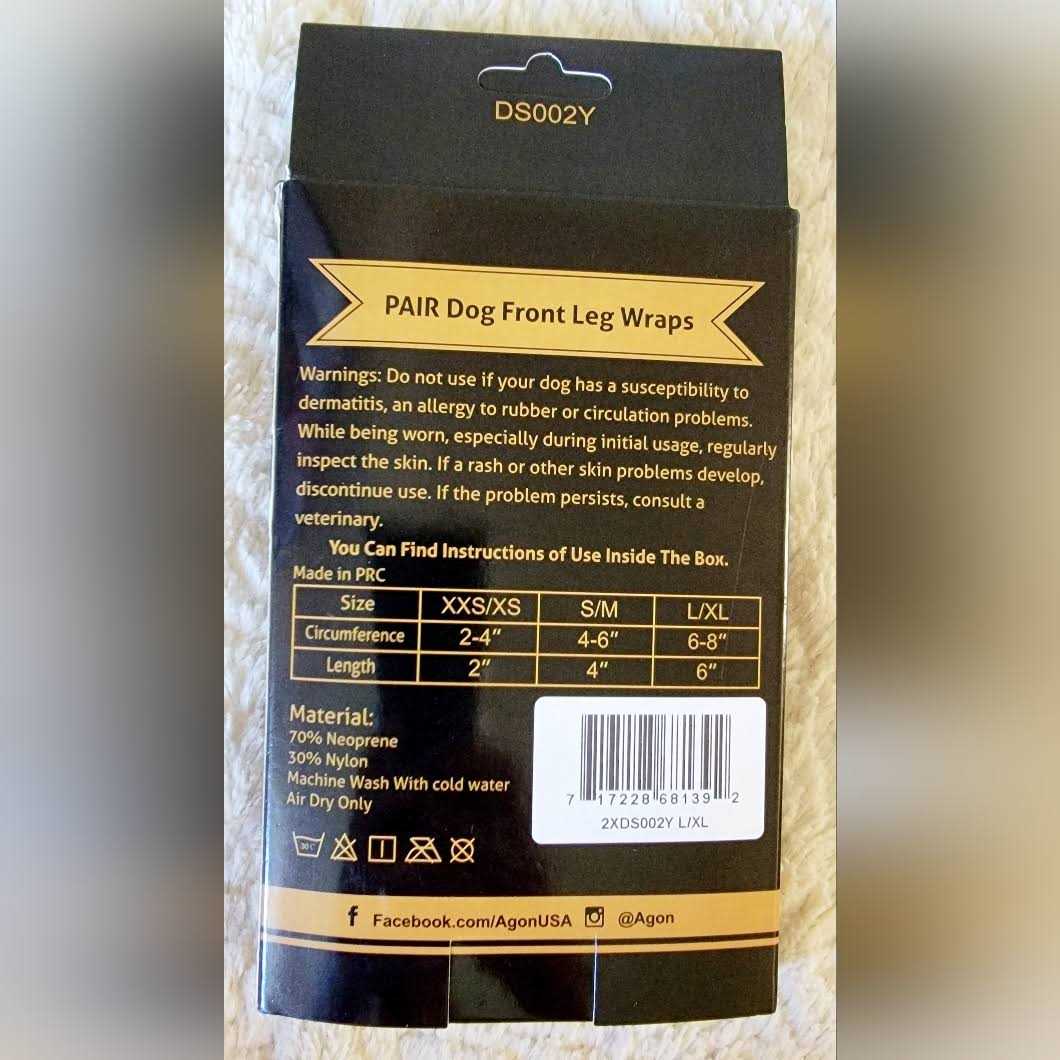 DS002Y
PAIR Dog Front Leg Wraps
Warnings: Do not use if your dog has a susceptibility to
dermatitis, an allergy to rubber or circulation problems.
While being worn, especially during initial usage, regularly
inspect the skin. If a rash or other skin problems develop,
discontinue use. If the problem persists, consult a
veterinary.
You Can Find Instructions of Use Inside The Box.
Made in PRC
Size XXS/XS S/M L/XL
Circumference 2-4" 4-6" 6-8"
Length 2" 4" 6"
Material:
70% Neoprene
30% Nylon
Machine Wash With cold water
Air Dry Only
30°C
7 17228 68139 2
2XDS002Y L/XL
Facebook.com/AgonUSA @Agon